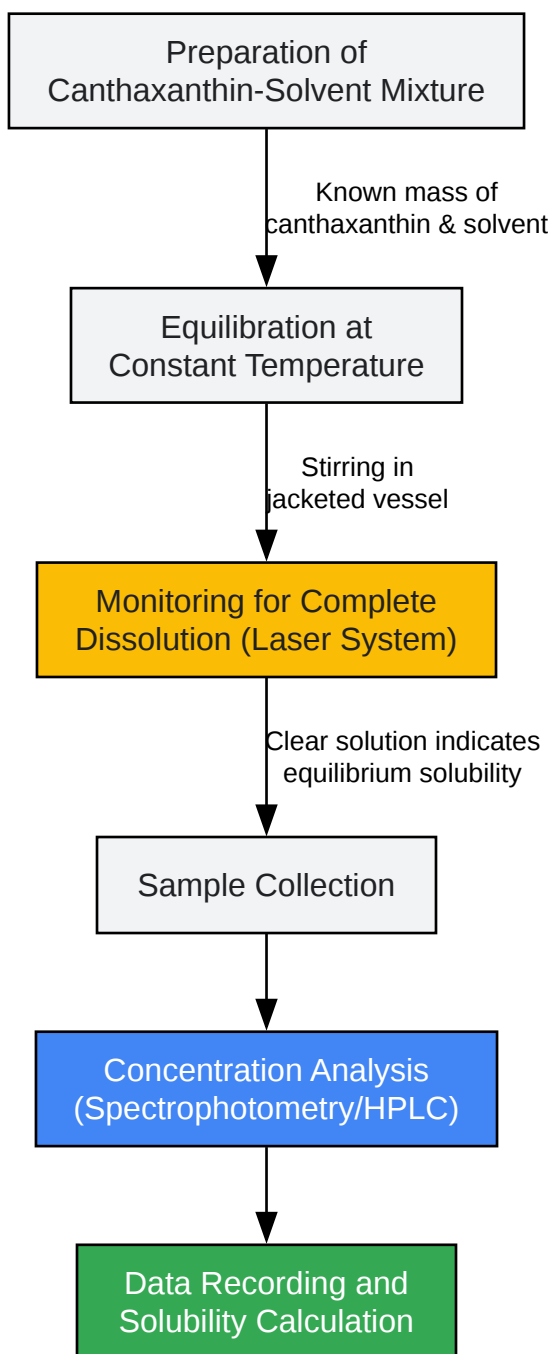 Preparation of
Canthaxanthin-Solvent Mixture
Known mass of
canthaxanthin & solvent
Equilibration at
Constant Temperature
Stirring in
jacketed vessel
Monitoring for Complete
Dissolution (Laser System)
Clear solution indicates
equilibrium solubility
Sample Collection
Concentration Analysis
(Spectrophotometry/HPLC)
Data Recording and
Solubility Calculation